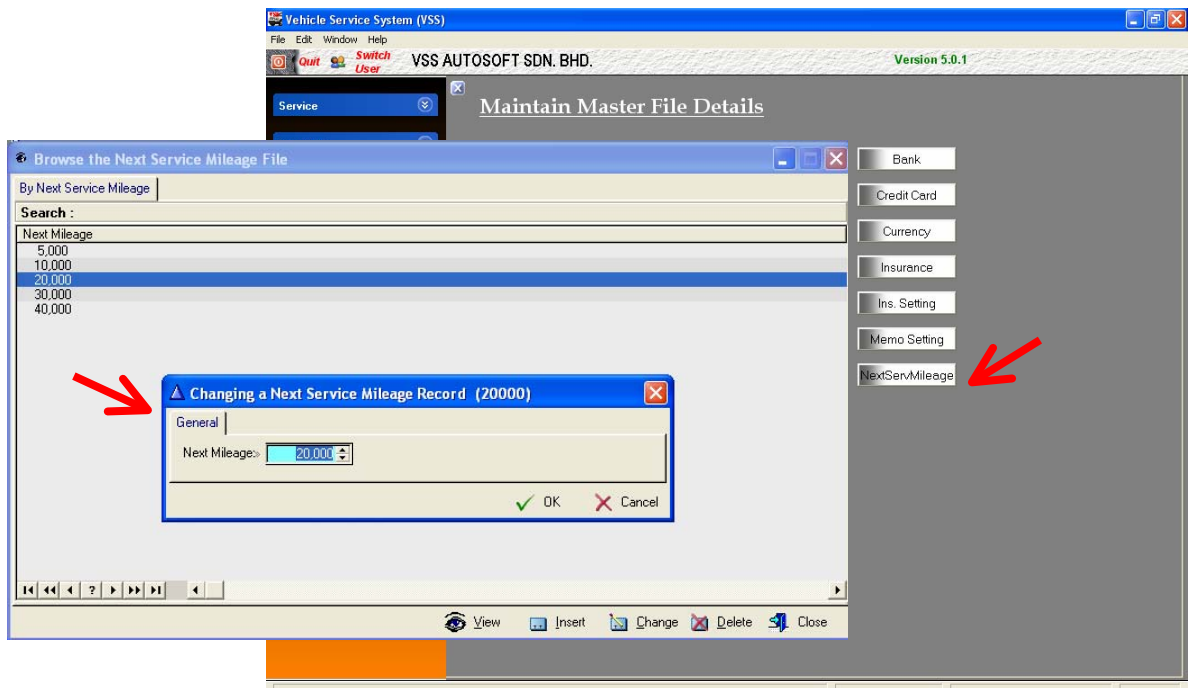 Vehicle Service System (VSS)
File Edit Window Help
Quit Switch User VSS AUTOSOFT SDN. BHD. Version 5.0.1
Service
Maintain Master File Details
Browse the Next Service Mileage File
By Next Service Mileage
Search :
Next Mileage
5,000
10,000
20,000
30,000
40,000
Changing a Next Service Mileage Record (20000)
General
Next Mileage:» 20,000
OK Cancel
?
View Insert Change Delete Close
Bank
Credit Card
Currency
Insurance
Ins. Setting
Memo Setting
NextServMileage